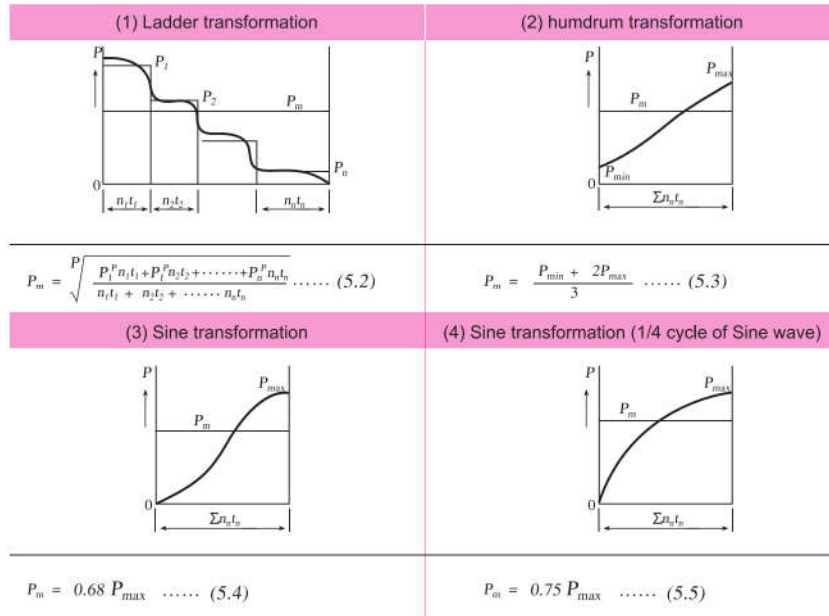 (1) Ladder transformation
P
P1
P2
Pm
Pn
0
n1t1 n2t2 nntn
Pm = P√ P1^P n1t1+P1^P n2t2+······+Pn^P nntn / n1t1 + n2t2 + ······ nntn ······ (5.2)
(2) humdrum transformation
P
Pmax
Pm
Pmin
0
Σnntn
Pm = Pmin + 2Pmax / 3 ······ (5.3)
(3) Sine transformation
P
Pmax
Pm
0
Σnntn
Pm = 0.68 Pmax ······ (5.4)
(4) Sine transformation (1/4 cycle of Sine wave)
P
Pmax
Pm
0
Σnntn
Pm = 0.75 Pmax ······ (5.5)